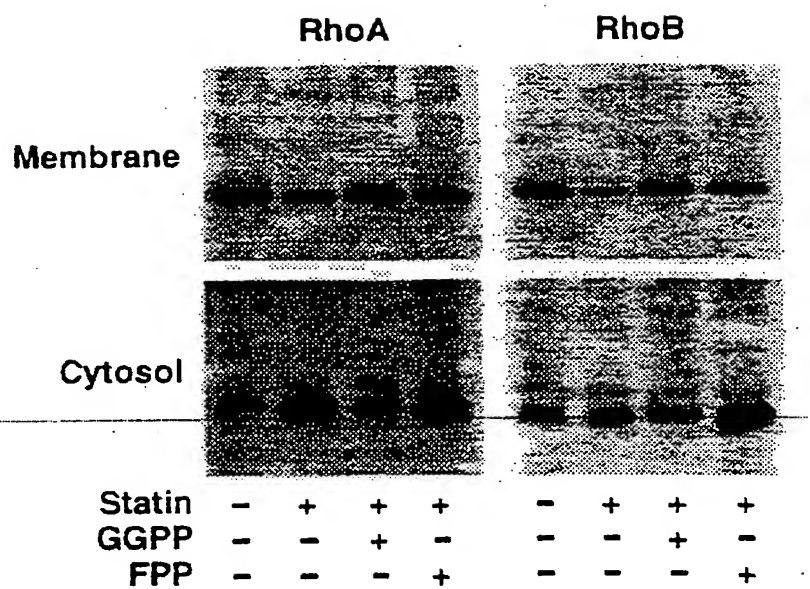 RhoA RhoB
Membrane
Cytosol
Statin − + + + − + + +
GGPP − − + − − − + −
FPP − − − + − − − +